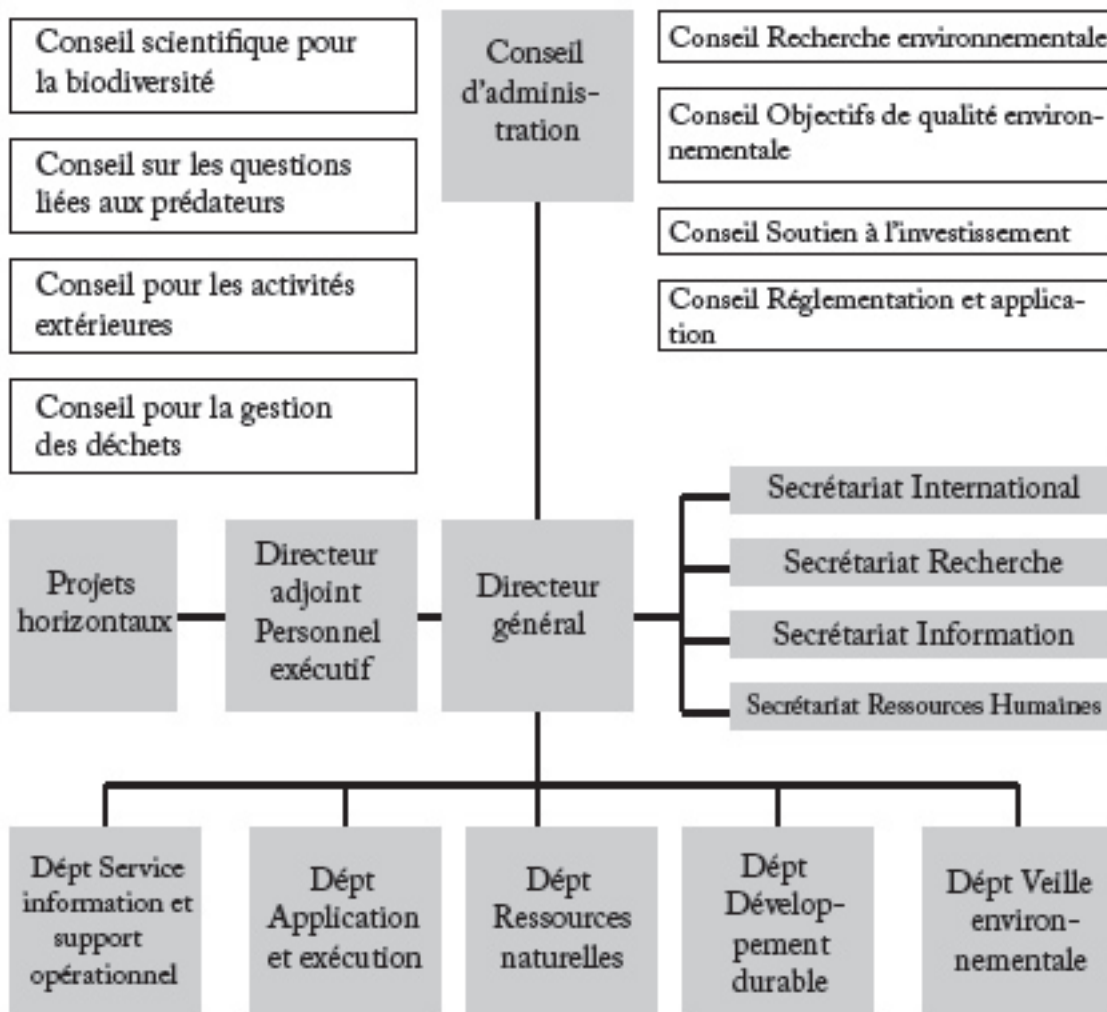 Conseil scientifique pour
la biodiversité
Conseil sur les questions
liées aux prédateurs
Conseil pour les activités
extérieures
Conseil pour la gestion
des déchets
Conseil
d'adminis-
tration
Conseil Recherche environnementale
Conseil Objectifs de qualité environ-
nementale
Conseil Soutien à l'investissement
Conseil Réglementation et applica-
tion
Projets
horizontaux
Directeur
adjoint
Personnel
exécutif
Directeur
général
Secrétariat International
Secrétariat Recherche
Secrétariat Information
Secrétariat Ressources Humaines
Dépt Service
information et
support
opérationnel
Dépt
Application
et exécution
Dépt
Ressources
naturelles
Dépt
Dévelop-
pement
durable
Dépt Veille
environ-
nementale